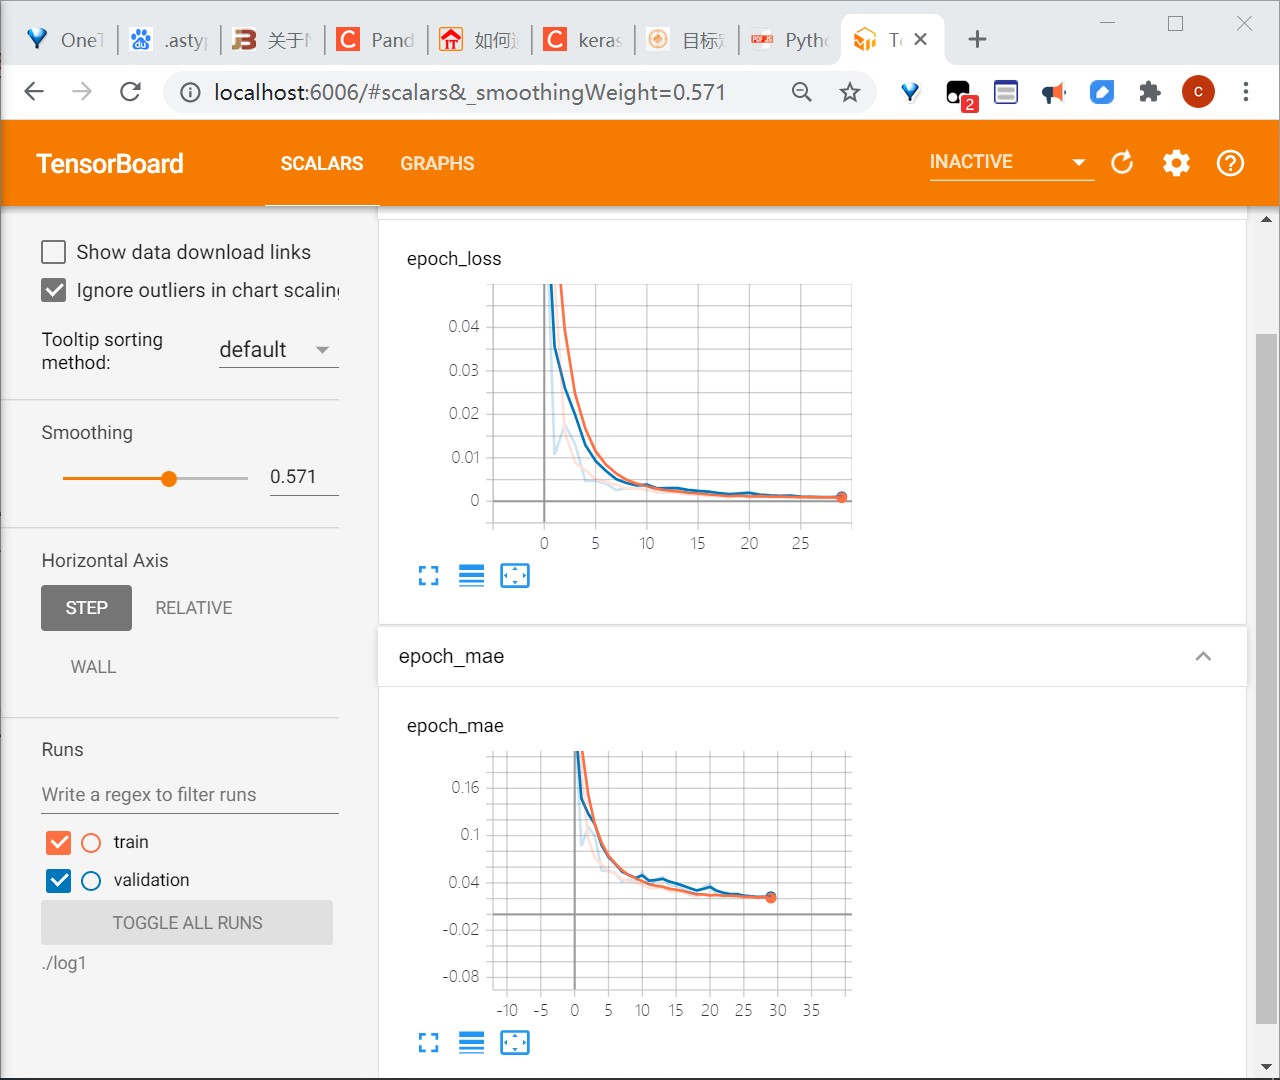 OneT
.astyp
关于N
Pand
如何
keras
目标
Pytho
localhost:6006/#scalars&_smoothingWeight=0.571
2
C
TensorBoard
SCALARS
GRAPHS
INACTIVE
Show data download links
Ignore outliers in chart scaling
Tooltip sorting
method:
default
Smoothing
0.571
Horizontal Axis
STEP
RELATIVE
WALL
Runs
Write a regex to filter runs
train
validation
TOGGLE ALL RUNS
./log1
epoch_loss
0.04
0.03
0.02
0.01
0
0 5 10 15 20 25
epoch_mae
epoch_mae
0.16
0.1
0.04
-0.02
-0.08
-10 -5 0 5 10 15 20 25 30 35